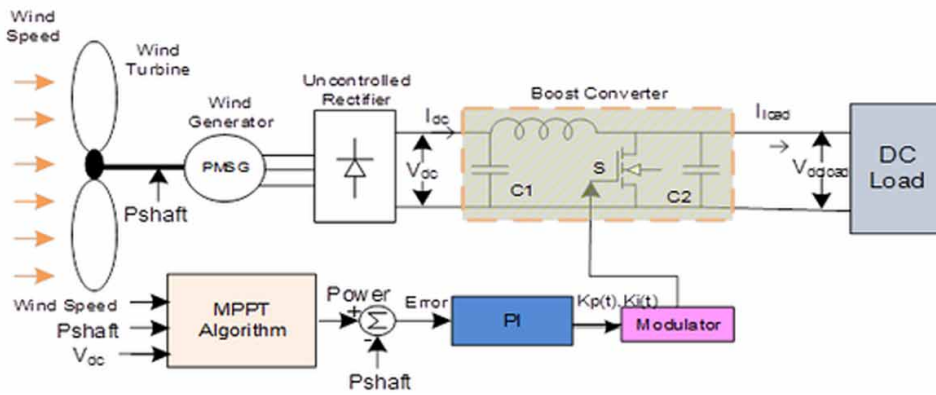 Wind
Speed
Wind
Turbine
Wind
Generator
PMSG
Pshaft
Uncontrolled
Rectifier
Idc
Vdc
Boost Converter
C1
S
C2
Iload
Vdcload
DC
Load
Wind Speed
Pshaft
Vdc
MPPT
Algorithm
Power
+
Σ
-
Pshaft
Error
PI
Kp(t), Ki(t)
Modulator